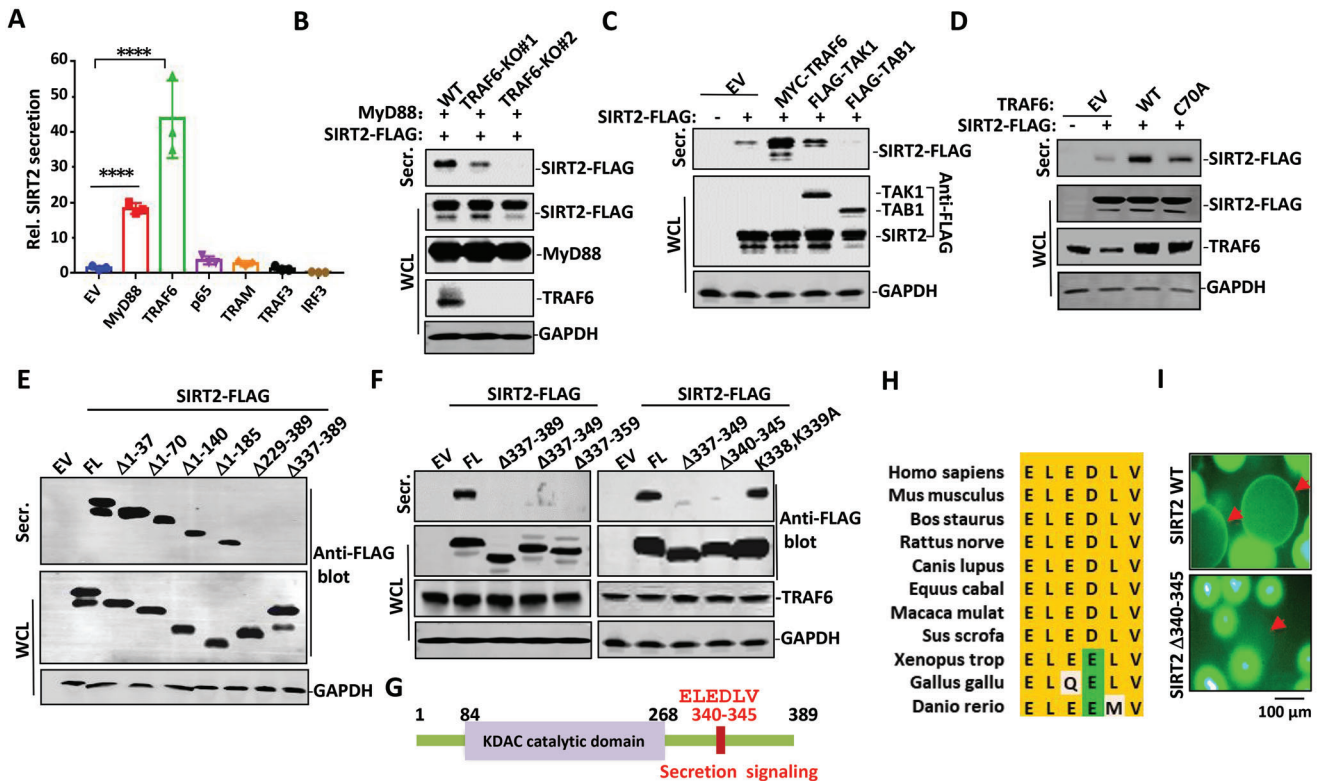 A
Rel. SIRT2 secretion
60
50
40
30
20
10
0
****
****
EV
MyD88
TRAF6
p65
TRAM
TRAF3
IRF3
B
WT
TRAF6-KO#1
TRAF6-KO#2
MyD88: + + +
SIRT2-FLAG: + + +
Secr.
-SIRT2-FLAG
WCL
-SIRT2-FLAG
-MyD88
-TRAF6
-GAPDH
C
EV
MYC-TRAF6
FLAG-TAK1
FLAG-TAB1
SIRT2-FLAG: - + + + +
Secr.
-SIRT2-FLAG
WCL
-TAK1
-TAB1
-SIRT2
Anti-FLAG
-GAPDH
D
TRAF6: EV WT C70A
SIRT2-FLAG: - + + +
Secr.
-SIRT2-FLAG
WCL
-SIRT2-FLAG
-TRAF6
-GAPDH
E
SIRT2-FLAG
EV
FL
Δ1-37
Δ1-70
Δ1-140
Δ1-185
Δ229-389
Δ337-389
Secr.
WCL
Anti-FLAG
blot
-GAPDH
F
SIRT2-FLAG
EV
FL
Δ337-389
Δ337-349
Δ337-359
SIRT2-FLAG
EV
FL
Δ337-349
Δ340-345
K338,K339A
Secr.
WCL
Anti-FLAG
blot
-TRAF6
-GAPDH
G
ELEDLV
1 84 268 340-345 389
KDAC catalytic domain
Secretion signaling
H
Homo sapiens E L E D L V
Mus musculus E L E D L V
Bos staurus E L E D L V
Rattus norve E L E D L V
Canis lupus E L E D L V
Equus cabal E L E D L V
Macaca mulat E L E D L V
Sus scrofa E L E D L V
Xenopus trop E L E E L V
Gallus gallu E L Q E L V
Danio rerio E L E E M V
I
SIRT2 WT
SIRT2 Δ340-345
100 µm